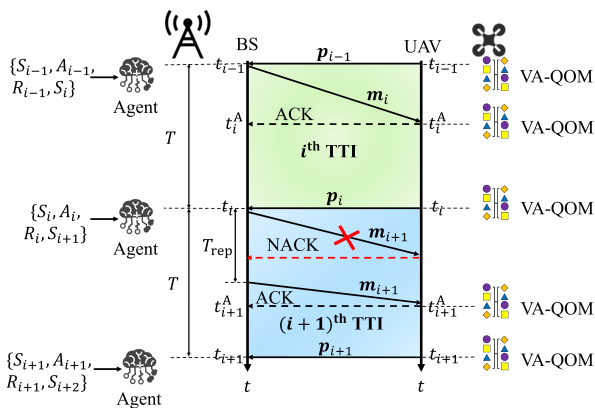 BS UAV
{S_{i−1}, A_{i−1},
R_{i−1}, S_i}
Agent
t_{i−1} p_{i−1} t_{i−1} VA-QOM
m_i
T
t_i^A ACK t_i^A VA-QOM
i^th TTI
{S_i, A_i,
R_i, S_{i+1}}
Agent
t_i p_i t_i VA-QOM
m_{i+1}
T_rep NACK
T
m_{i+1}
ACK
t_{i+1}^A t_{i+1}^A VA-QOM
(i + 1)^th TTI
{S_{i+1}, A_{i+1},
R_{i+1}, S_{i+2}}
Agent
t_{i+1} p_{i+1} t_{i+1} VA-QOM
t t